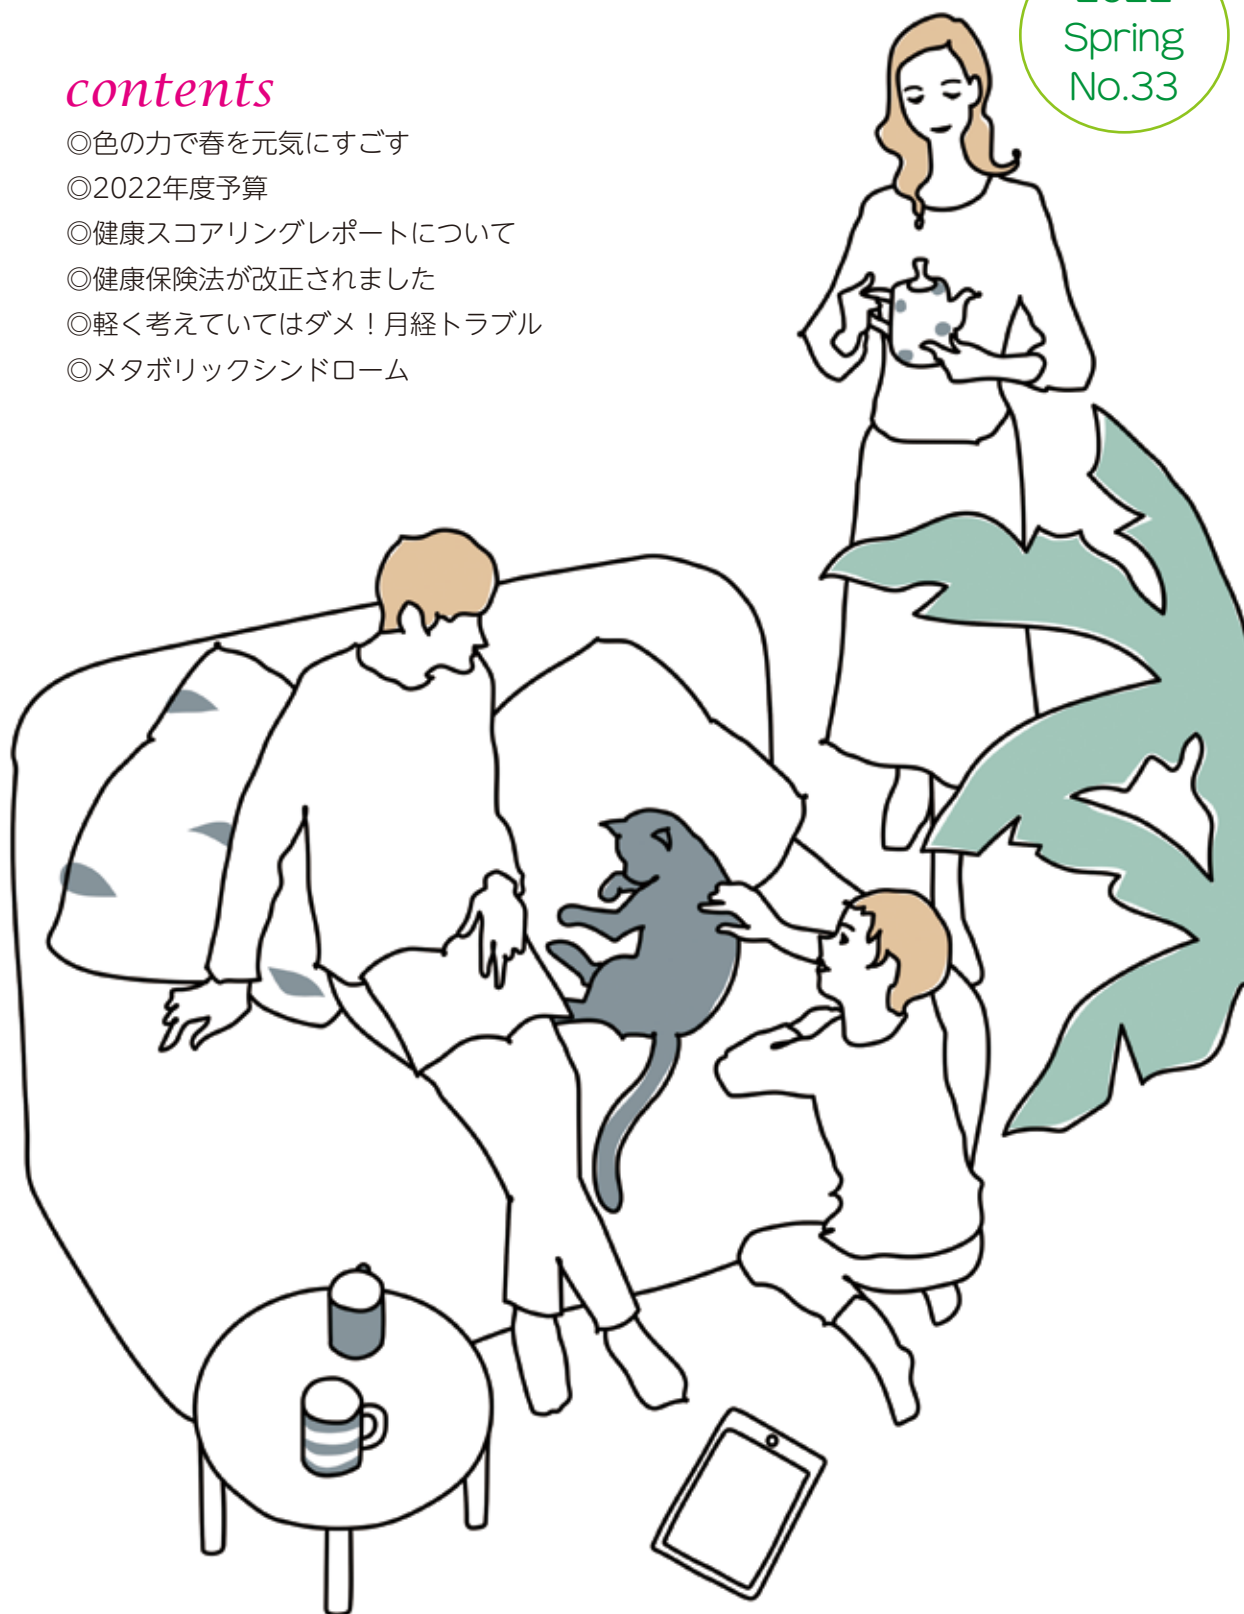 contents
◎色の力で春を元気にすごす
◎2022年度予算
◎健康スコアリングレポートについて
◎健康保険法が改正されました
◎軽く考えていてはダメ！月経トラブル
◎メタボリックシンドローム
2022
Spring
No.33